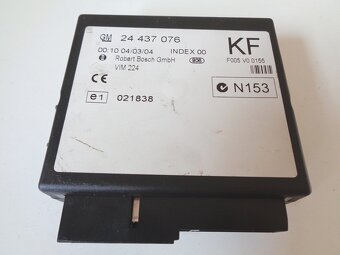 GM 24 437 076
00:10 04/03/04 INDEX 00
Robert Bosch GmbH
VIM 224
KF
F005 V0 0155
CE
N153
e1 021838